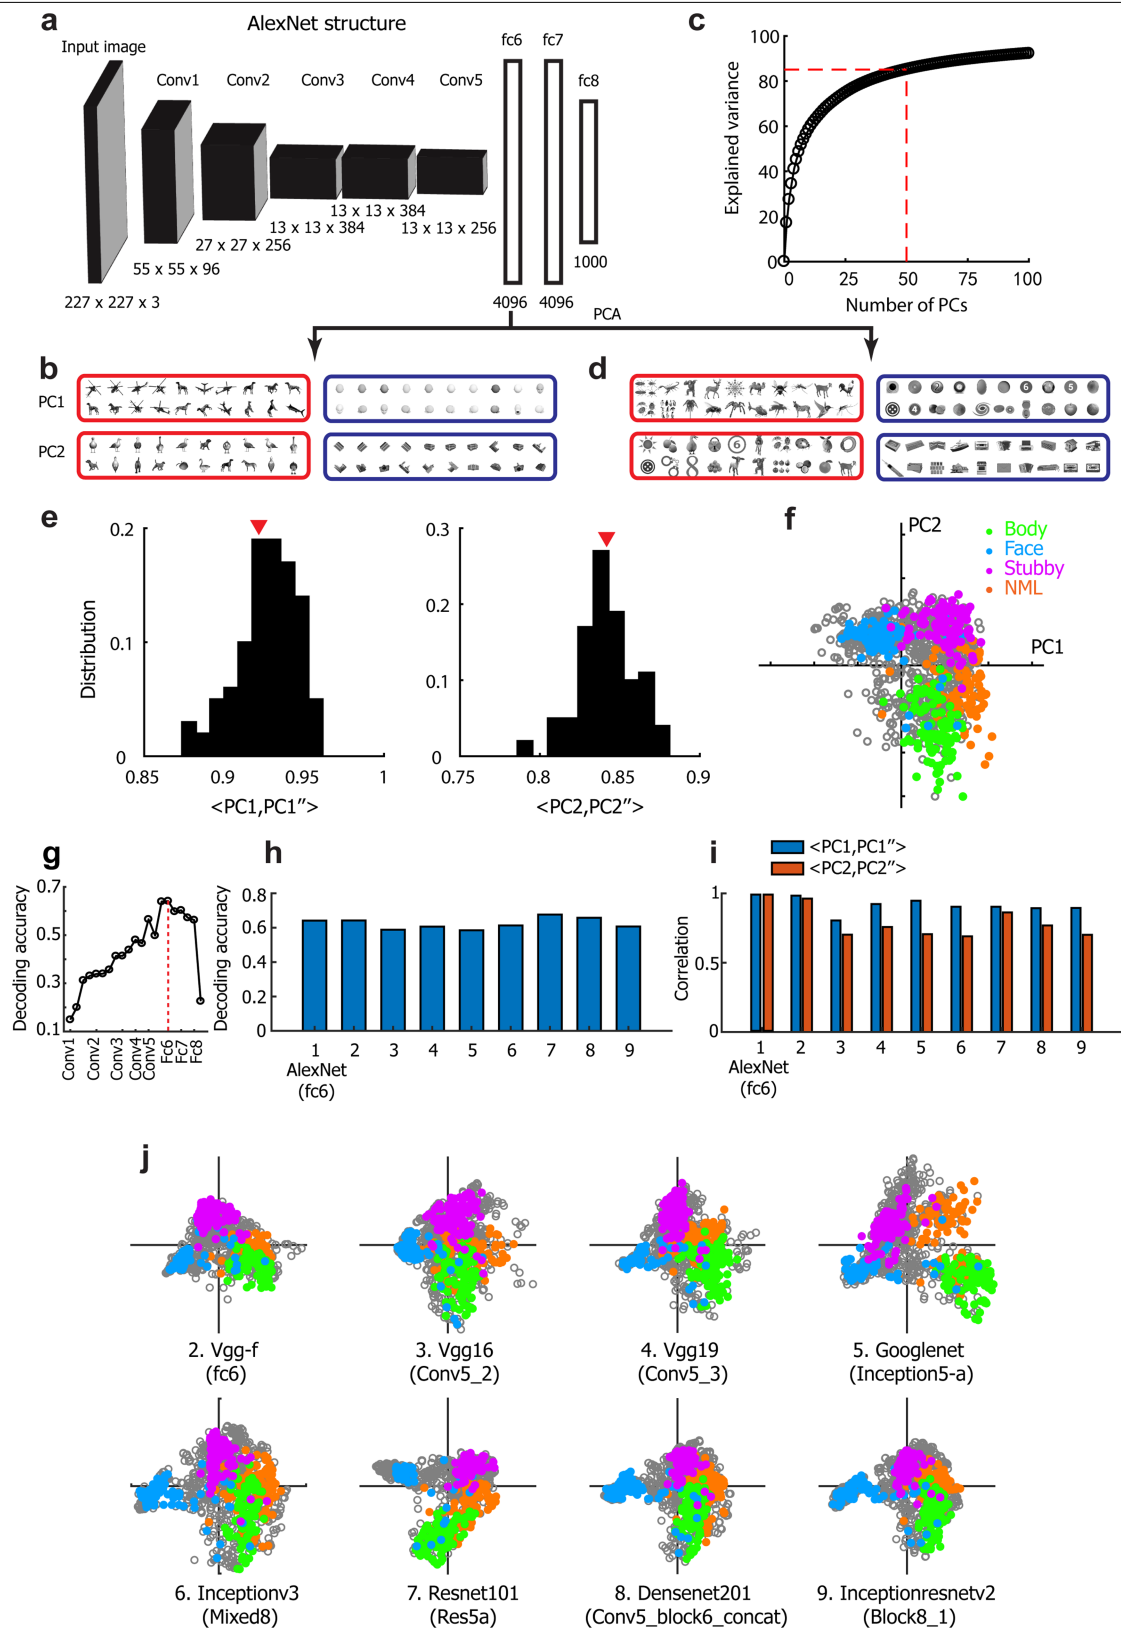 a
AlexNet structure
Input image
Conv1
Conv2
Conv3
Conv4
Conv5
fc6
fc7
fc8
227 x 227 x 3
55 x 55 x 96
27 x 27 x 256
13 x 13 x 384
13 x 13 x 384
13 x 13 x 256
4096
4096
1000
PCA
c
Explained variance
100
80
60
40
20
0
0
25
50
75
100
Number of PCs
b
PC1
PC2
d
6
5
4
6
e
Distribution
0.2
0.1
0
0.85
0.9
0.95
1
<PC1,PC1″>
0.3
0.2
0.1
0
0.75
0.8
0.85
0.9
<PC2,PC2″>
f
PC2
PC1
Body
Face
Stubby
NML
g
Decoding accuracy
0.7
0.5
0.3
0.1
Conv1
Conv2
Conv3
Conv4
Conv5
Fc6
Fc7
Fc8
h
Decoding accuracy
0.8
0.6
0.4
0.2
0
1
2
3
4
5
6
7
8
9
AlexNet
(fc6)
i
<PC1,PC1″>
<PC2,PC2″>
Correlation
1
0.5
0
1
2
3
4
5
6
7
8
9
AlexNet
(fc6)
j
2. Vgg-f
(fc6)
3. Vgg16
(Conv5_2)
4. Vgg19
(Conv5_3)
5. Googlenet
(Inception5-a)
6. Inceptionv3
(Mixed8)
7. Resnet101
(Res5a)
8. Densenet201
(Conv5_block6_concat)
9. Inceptionresnetv2
(Block8_1)